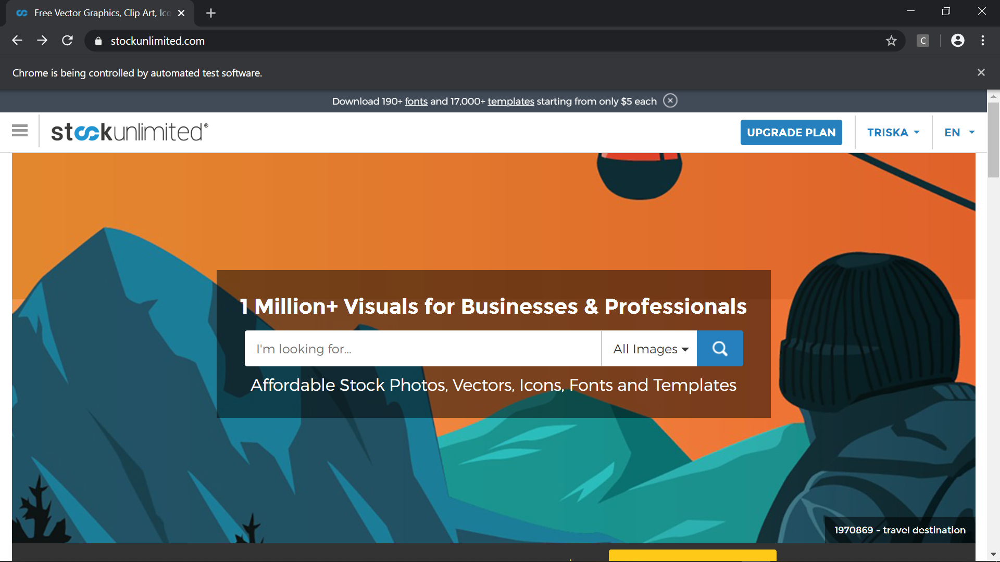 Free Vector Graphics, Clip Art, Ico
stockunlimited.com
C
Chrome is being controlled by automated test software.
Download 190+ fonts and 17,000+ templates starting from only $5 each
stockunlimited®
UPGRADE PLAN
TRISKA
EN
1 Million+ Visuals for Businesses & Professionals
I'm looking for...
All Images
Affordable Stock Photos, Vectors, Icons, Fonts and Templates
1970869 - travel destination